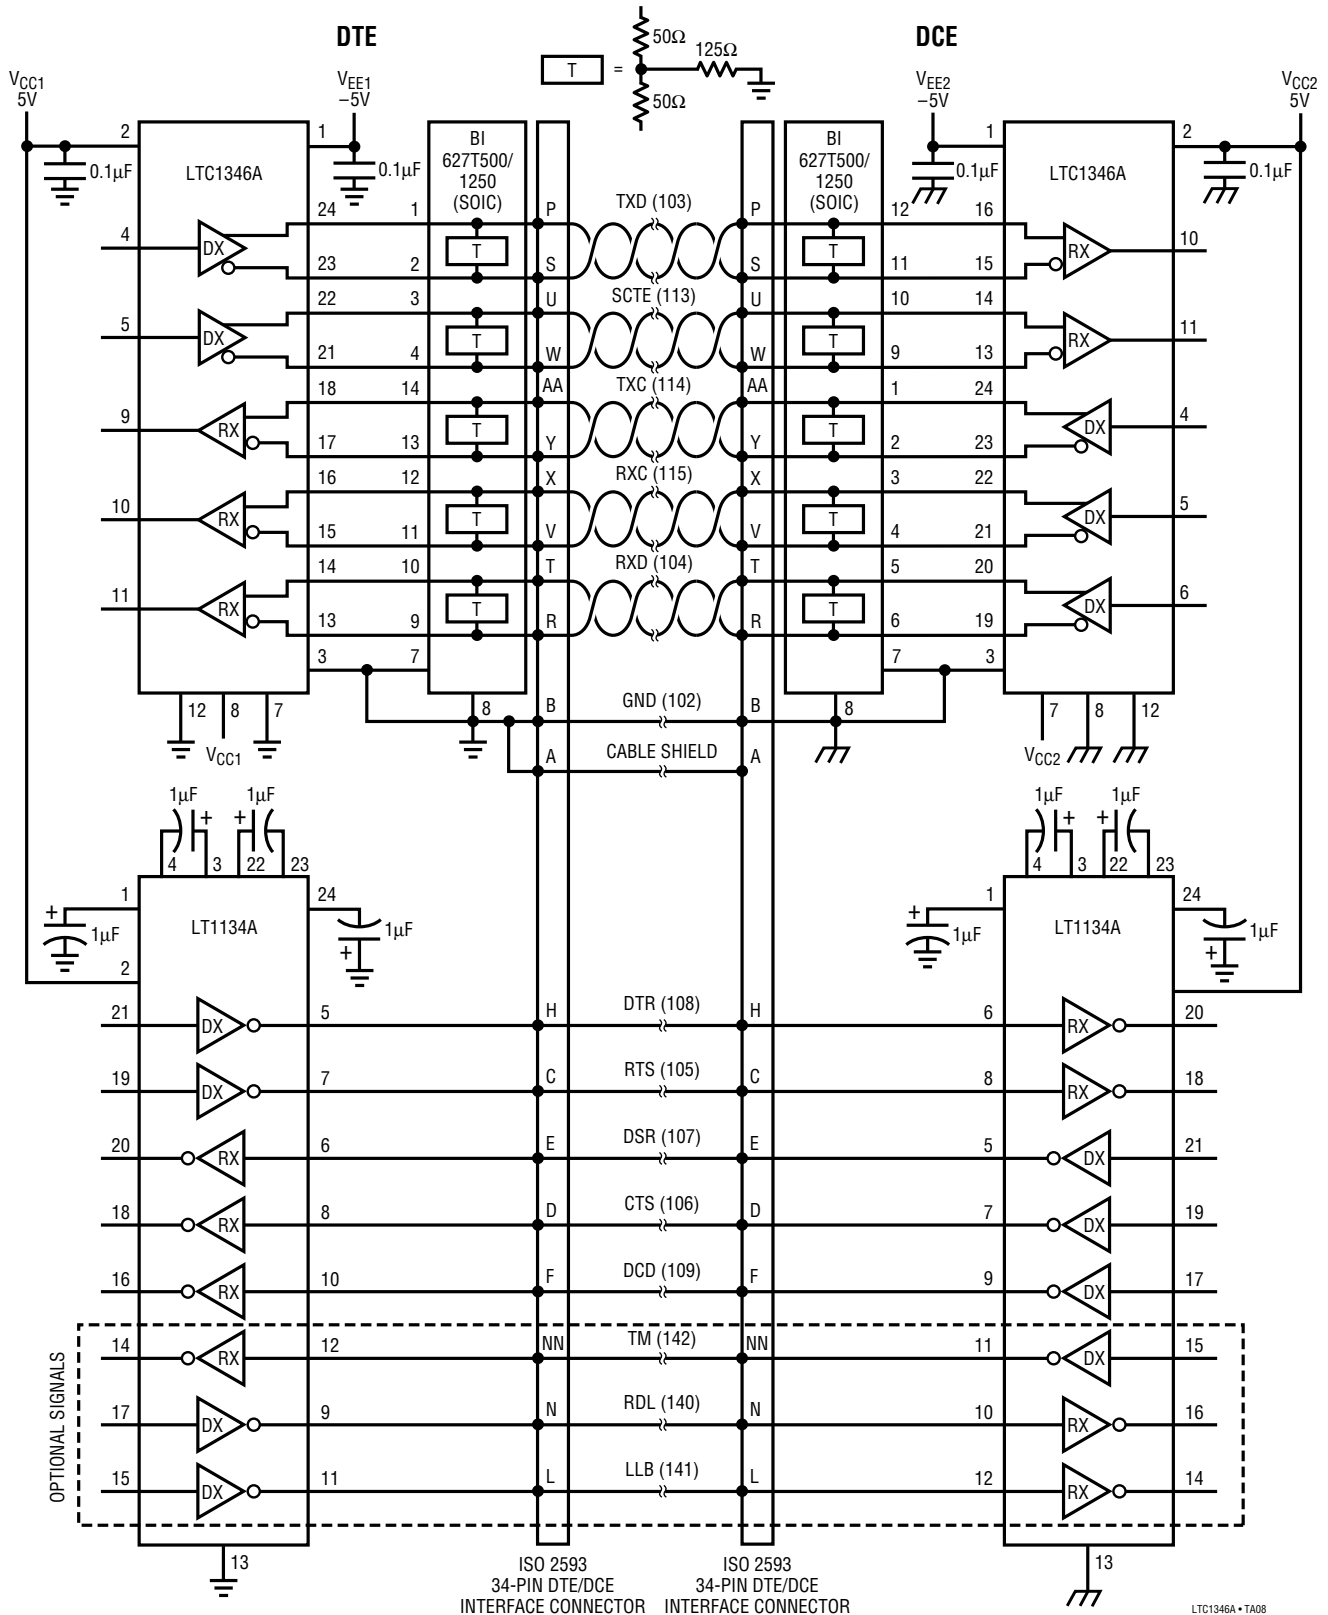 DTE
DCE
T
=
50Ω
125Ω
50Ω
VCC1
5V
VEE1
–5V
VEE2
–5V
VCC2
5V
2
1
0.1µF
0.1µF
LTC1346A
BI
627T500/
1250
(SOIC)
BI
627T500/
1250
(SOIC)
1
2
0.1µF
0.1µF
LTC1346A
4
DX
24
1
23
2
T
P
S
TXD (103)
P
S
T
12
16
11
15
RX
10
5
DX
22
3
21
4
T
U
W
SCTE (113)
U
W
T
10
14
9
13
RX
11
9
RX
18
14
17
13
T
AA
Y
TXC (114)
AA
Y
T
1
24
2
23
DX
4
10
RX
16
12
15
11
T
X
V
RXC (115)
X
V
T
3
22
4
21
DX
5
11
RX
14
10
13
9
T
T
R
RXD (104)
T
R
T
5
20
6
19
DX
6
3
7
7
3
12
8
7
VCC1
8
B
GND (102)
B
8
7
8
12
VCC2
A
CABLE SHIELD
A
1µF
1µF
+
+
4
3
22
23
1µF
1µF
+
+
4
3
22
23
1
+
1µF
LT1134A
24
1µF
+
2
1
+
1µF
LT1134A
24
1µF
+
21
DX
5
H
DTR (108)
H
6
RX
20
19
DX
7
C
RTS (105)
C
8
RX
18
20
RX
6
E
DSR (107)
E
5
DX
21
18
RX
8
D
CTS (106)
D
7
DX
19
16
RX
10
F
DCD (109)
F
9
DX
17
OPTIONAL SIGNALS
14
RX
12
NN
TM (142)
NN
11
DX
15
17
DX
9
N
RDL (140)
N
10
RX
16
15
DX
11
L
LLB (141)
L
12
RX
14
13
13
ISO 2593
34-PIN DTE/DCE
INTERFACE CONNECTOR
ISO 2593
34-PIN DTE/DCE
INTERFACE CONNECTOR
LTC1346A • TA08